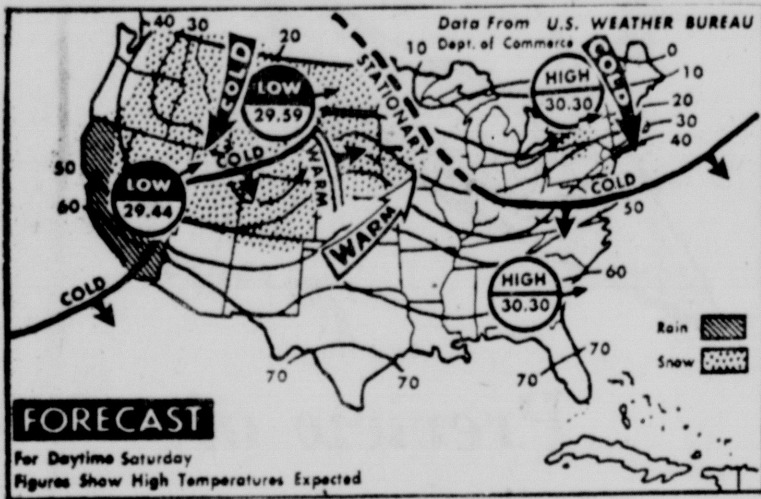 Data From U.S. WEATHER BUREAU
Dept. of Commerce
40 30 20 10 0
10
20
30
40
COLD
LOW
29.59
STATIONARY
HIGH
30.30
COLD
COLD
WARM
50
60
LOW
29.44
WARM
COLD
50
60
HIGH
30.30
COLD
70 70 70 70
Rain
Snow
FORECAST
For Daytime Saturday
Figures Show High Temperatures Expected